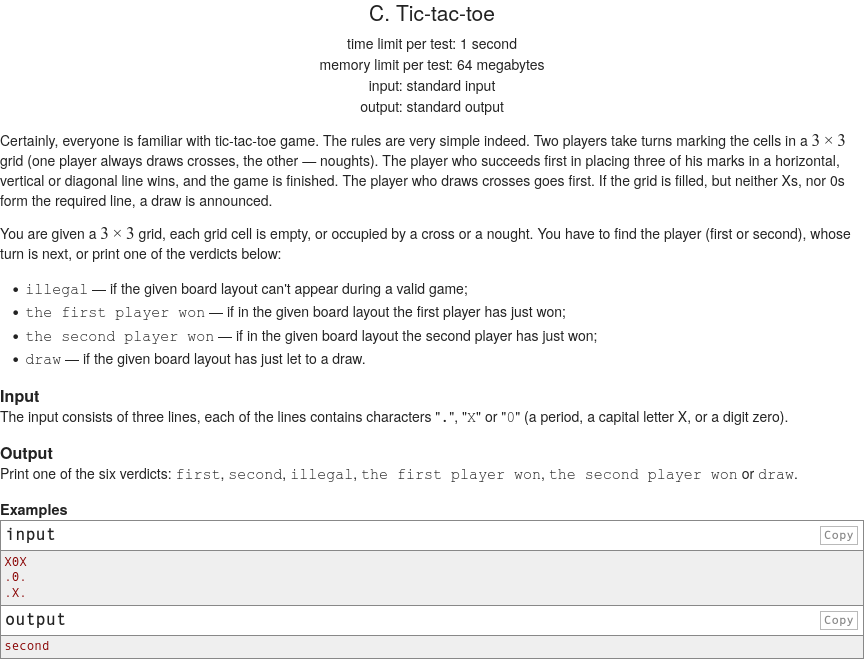 C. Tic-tac-toe
time limit per test: 1 second
memory limit per test: 64 megabytes
input: standard input
output: standard output
Certainly, everyone is familiar with tic-tac-toe game. The rules are very simple indeed. Two players take turns marking the cells in a 3 × 3
grid (one player always draws crosses, the other — noughts). The player who succeeds first in placing three of his marks in a horizontal,
vertical or diagonal line wins, and the game is finished. The player who draws crosses goes first. If the grid is filled, but neither Xs, nor 0s
form the required line, a draw is announced.
You are given a 3 × 3 grid, each grid cell is empty, or occupied by a cross or a nought. You have to find the player (first or second), whose
turn is next, or print one of the verdicts below:
• illegal — if the given board layout can't appear during a valid game;
• the first player won — if in the given board layout the first player has just won;
• the second player won — if in the given board layout the second player has just won;
• draw — if the given board layout has just let to a draw.
Input
The input consists of three lines, each of the lines contains characters ".", "X" or "0" (a period, a capital letter X, or a digit zero).
Output
Print one of the six verdicts: first, second, illegal, the first player won, the second player won or draw.
Examples
input Copy
X0X
.0.
.X.
output Copy
second